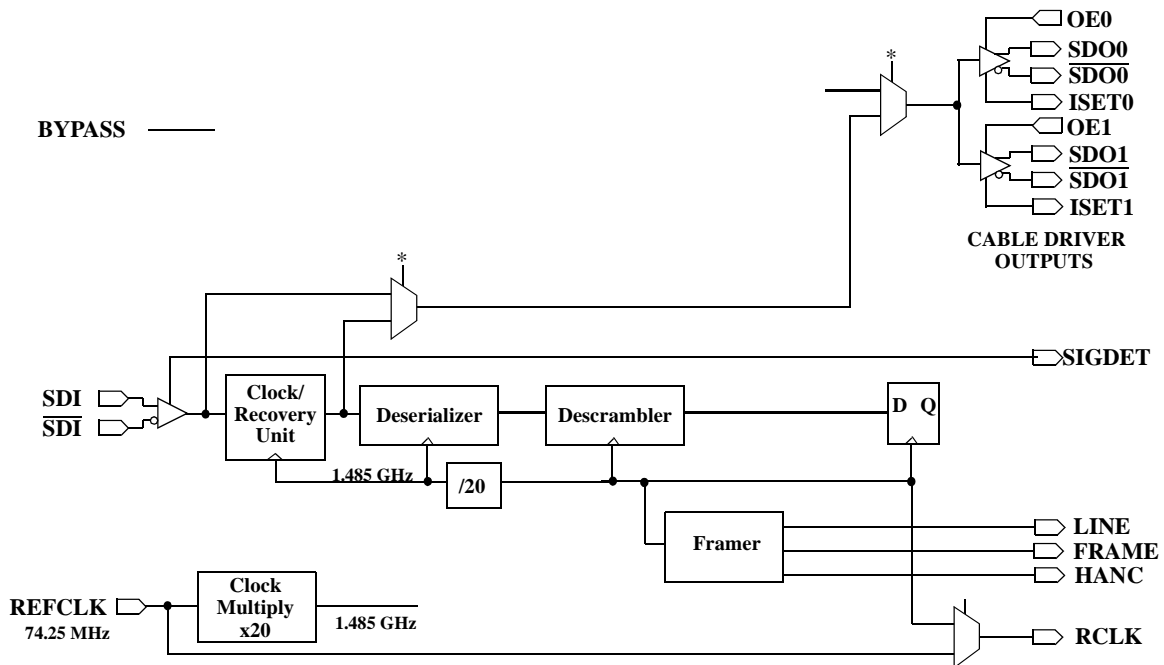 OE0
SDO0
SDO0
ISET0
OE1
SDO1
SDO1
ISET1
CABLE DRIVER
OUTPUTS
*
BYPASS
*
SIGDET
SDI
SDI
Clock/
Recovery
Unit
Deserializer
Descrambler
D Q
1.485 GHz
/20
Framer
LINE
FRAME
HANC
REFCLK
74.25 MHz
Clock
Multiply
x20
1.485 GHz
RCLK